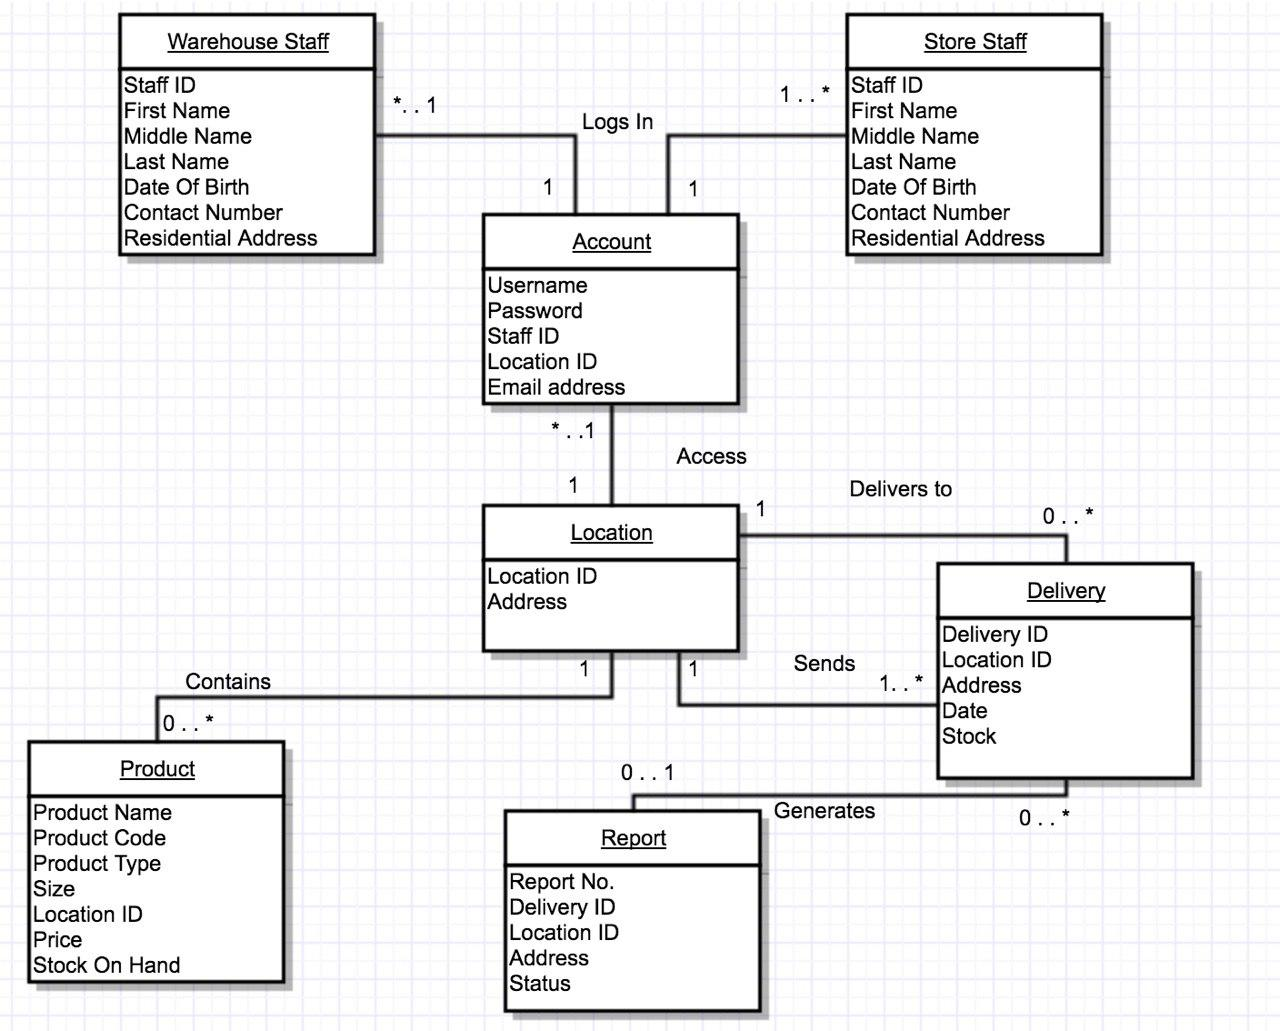 Warehouse Staff
Staff ID
First Name
Middle Name
Last Name
Date Of Birth
Contact Number
Residential Address
*. . 1
Logs In
1 . . *
Store Staff
Staff ID
First Name
Middle Name
Last Name
Date Of Birth
Contact Number
Residential Address
1
1
Account
Username
Password
Staff ID
Location ID
Email address
* . .1
Access
1
Location
Location ID
Address
1
Delivers to
0 . . *
Delivery
Delivery ID
Location ID
Address
Date
Stock
1
1
Sends
1. . *
Contains
0 . . *
Product
Product Name
Product Code
Product Type
Size
Location ID
Price
Stock On Hand
0 . . 1
Generates
0 . . *
Report
Report No.
Delivery ID
Location ID
Address
Status